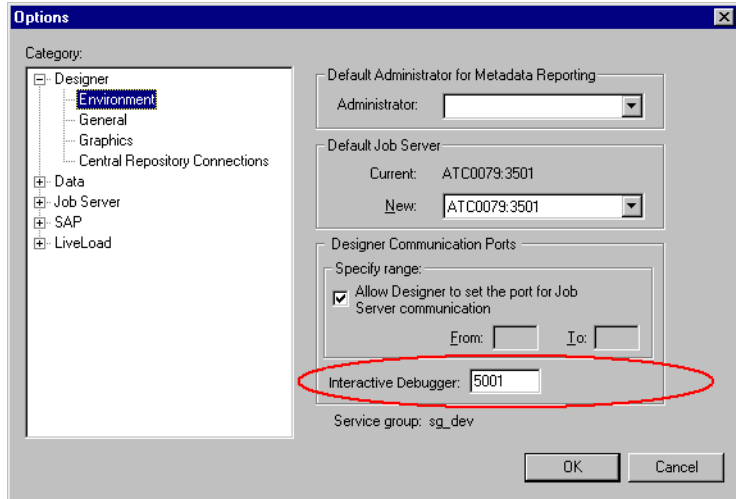 Options
Category:
Designer
Environment
General
Graphics
Central Repository Connections
Data
Job Server
SAP
LiveLoad
Default Administrator for Metadata Reporting
Administrator:
Default Job Server
Current: ATC0079:3501
New: ATC0079:3501
Designer Communication Ports
Specify range:
Allow Designer to set the port for Job
Server communication
From: To:
Interactive Debugger: 5001
Service group: sg_dev
OK Cancel